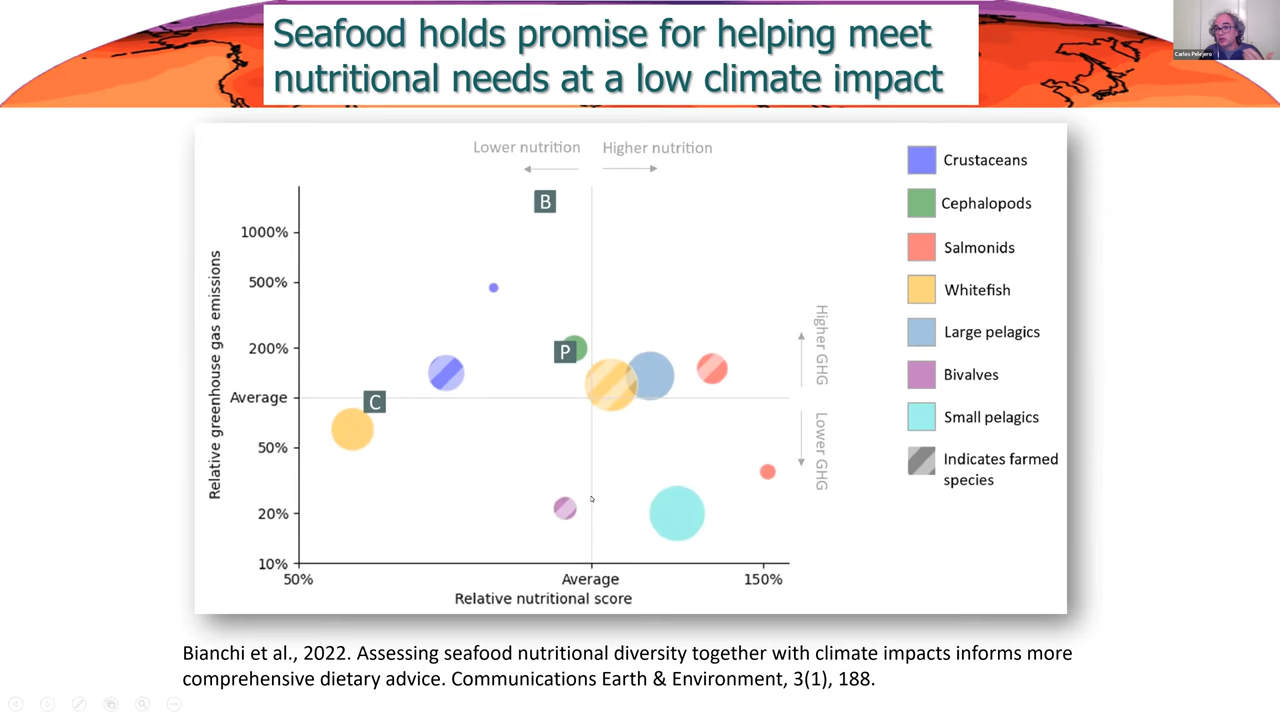 Seafood holds promise for helping meet
nutritional needs at a low climate impact
Carles Pelejero
Lower nutrition
Higher nutrition
B
P
C
1000%
500%
200%
Average
50%
20%
10%
Relative greenhouse gas emissions
50%
Average
150%
Relative nutritional score
Higher GHG
Lower GHG
Crustaceans
Cephalopods
Salmonids
Whitefish
Large pelagics
Bivalves
Small pelagics
Indicates farmed
species
Bianchi et al., 2022. Assessing seafood nutritional diversity together with climate impacts informs more
comprehensive dietary advice. Communications Earth & Environment, 3(1), 188.